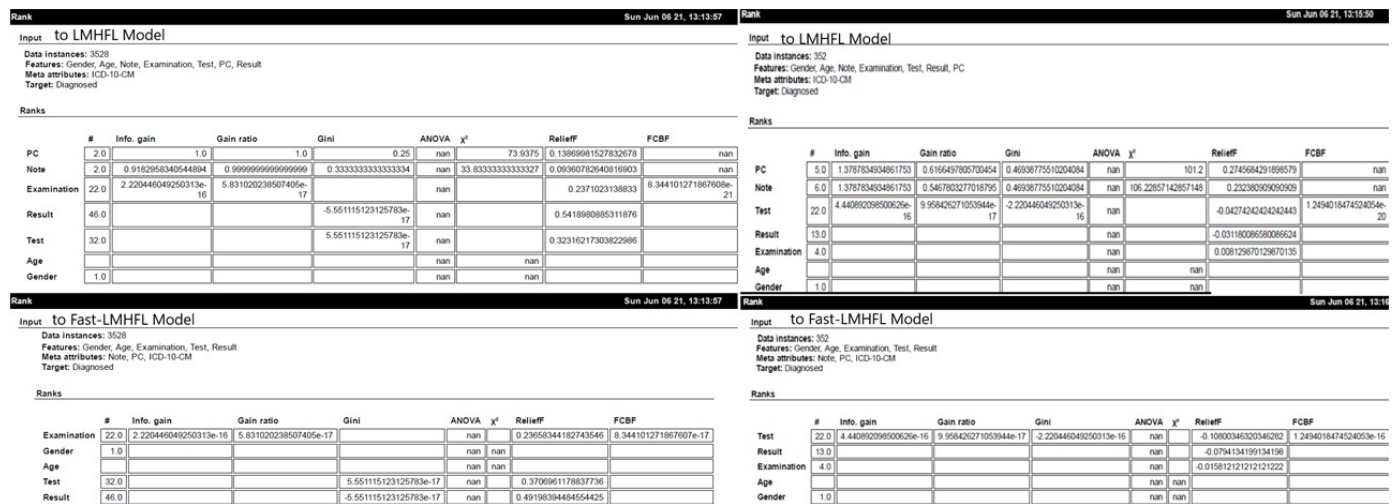 Rank Sun Jun 06 21, 13:13:57
Input to LMHFL Model
Data instances: 3528
Features: Gender, Age, Note, Examination, Test, PC, Result
Meta attributes: ICD-10-CM
Target: Diagnosed
Ranks
# Info. gain Gain ratio Gini ANOVA χ² ReliefF FCBF
PC 2.0 1.0 1.0 0.25 nan 73.9375 0.13869981527832678 nan
Note 2.0 0.9182958340544894 0.9999999999999999 0.3333333333333334 nan 33.8333333333327 0.09360782640816903 nan
Examination 22.0 2.220446049250313e-16 5.831020238507405e-17 nan 0.2371023138833 8.344101271867608e-21
Result 46.0 -5.551115123125783e-17 nan 0.5418980885311876
Test 32.0 5.551115123125783e-17 nan 0.32316217303822986
Age nan nan
Gender 1.0 nan nan
Rank Sun Jun 06 21, 13:15:50
Input to LMHFL Model
Data instances: 352
Features: Gender, Age, Note, Examination, Test, Result, PC
Meta attributes: ICD-10-CM
Target: Diagnosed
Ranks
# Info. gain Gain ratio Gini ANOVA χ² ReliefF FCBF
PC 5.0 1.3787834934861753 0.6166497805700454 0.46938775510204084 nan 101.2 0.2745684291898579 nan
Note 6.0 1.3787834934861753 0.5467803277018795 0.46938775510204084 nan 106.22857142857148 0.232380909090909 nan
Test 22.0 4.440892098500626e-16 9.958426271053944e-17 -2.220446049250313e-16 nan -0.04274242424242443 1.2494018474524054e-20
Result 13.0 nan -0.031180086580086624
Examination 4.0 nan 0.008129870129870135
Age nan nan
Gender 1.0 nan nan
Rank Sun Jun 06 21, 13:13:57
Input to Fast-LMHFL Model
Data instances: 3528
Features: Gender, Age, Examination, Test, Result
Meta attributes: Note, PC, ICD-10-CM
Target: Diagnosed
Ranks
# Info. gain Gain ratio Gini ANOVA χ² ReliefF FCBF
Examination 22.0 2.220446049250313e-16 5.831020238507405e-17 nan 0.23658344182743546 8.344101271867607e-17
Gender 1.0 nan nan
Age nan nan
Test 32.0 5.551115123125783e-17 nan 0.3706961178837736
Result 46.0 -5.551115123125783e-17 nan 0.49198394484554425
Rank Sun Jun 06 21, 13:16
Input to Fast-LMHFL Model
Data instances: 352
Features: Gender, Age, Examination, Test, Result
Meta attributes: Note, PC, ICD-10-CM
Target: Diagnosed
Ranks
# Info. gain Gain ratio Gini ANOVA χ² ReliefF FCBF
Test 22.0 4.440892098500626e-16 9.958426271053944e-17 -2.220446049250313e-16 nan -0.10800346320346282 1.2494018474524053e-16
Result 13.0 nan -0.0794134199134198
Examination 4.0 nan -0.015812121212121222
Age nan nan
Gender 1.0 nan nan